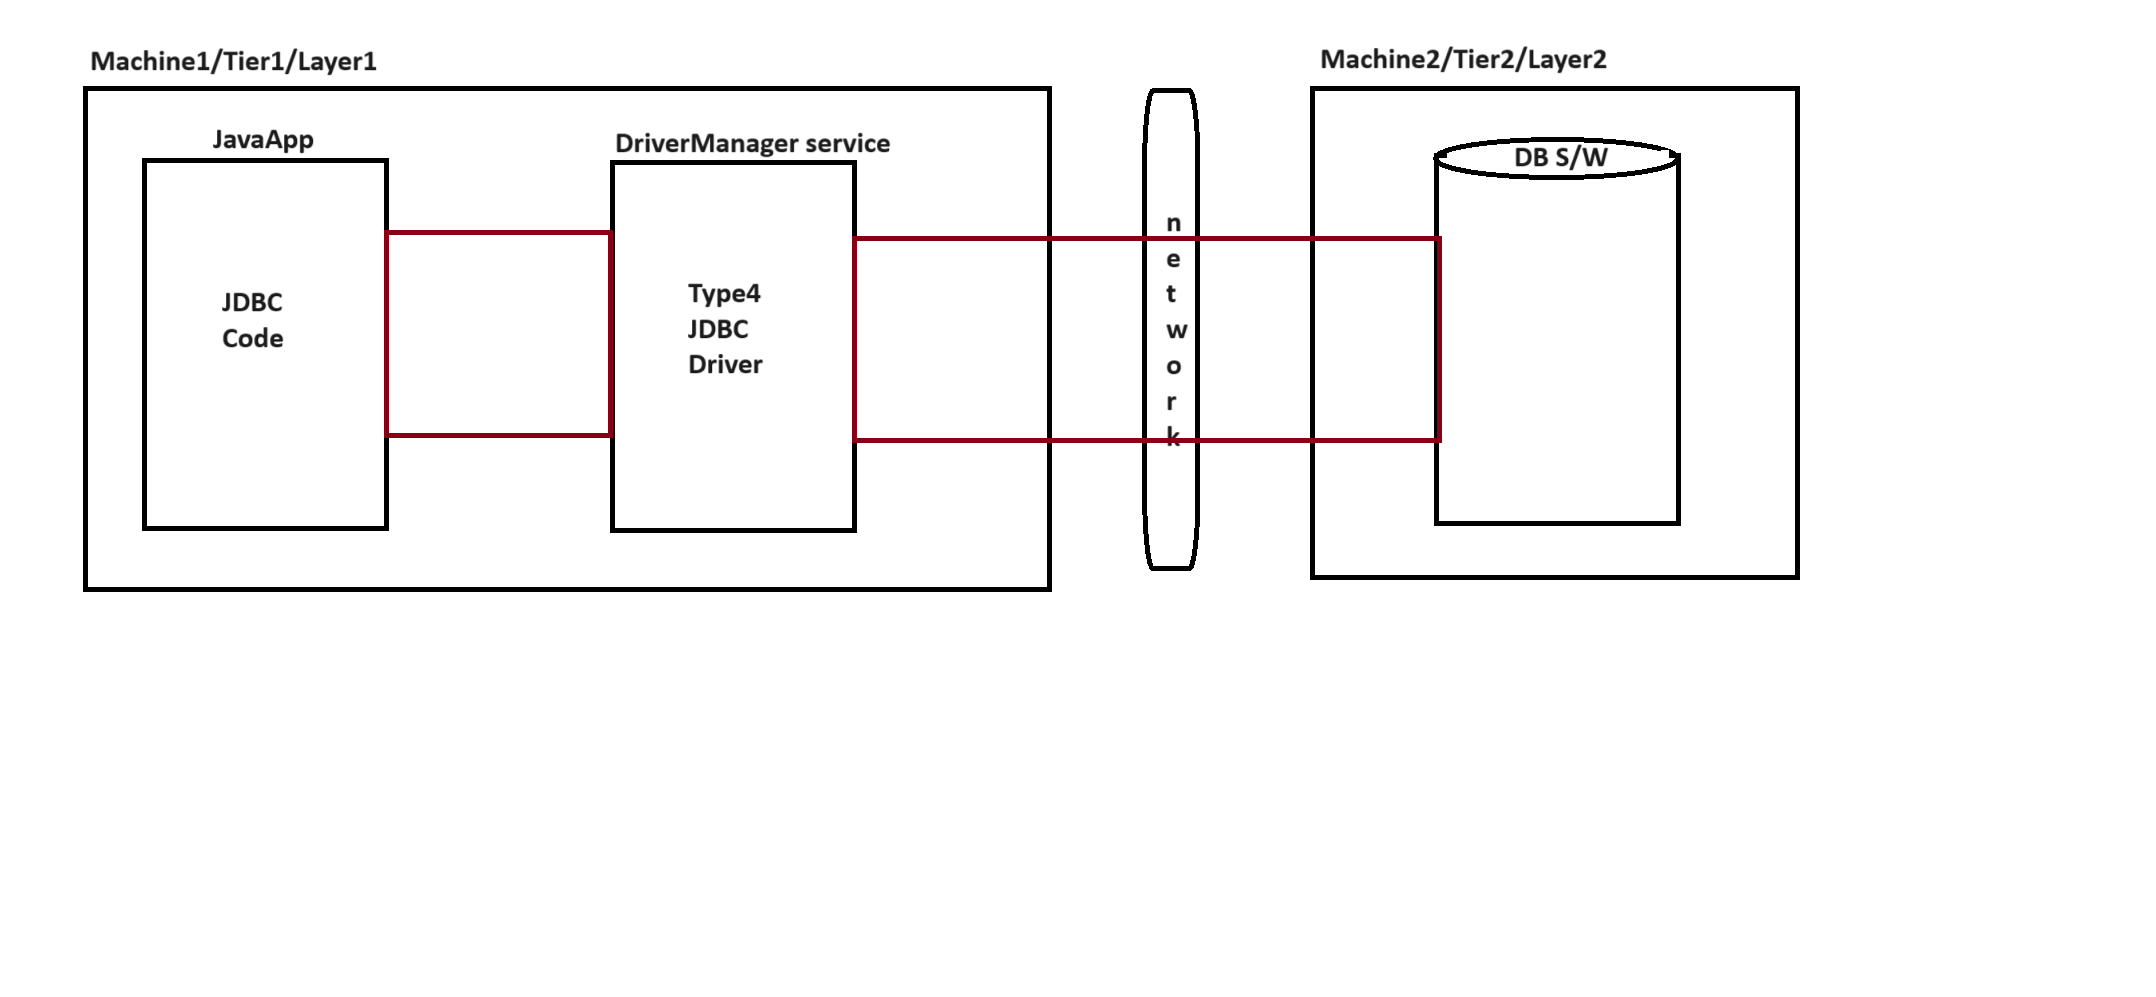 Machine1/Tier1/Layer1
Machine2/Tier2/Layer2
JavaApp
DriverManager service
DB S/W
JDBC
Code
Type4
JDBC
Driver
n
e
t
w
o
r
k